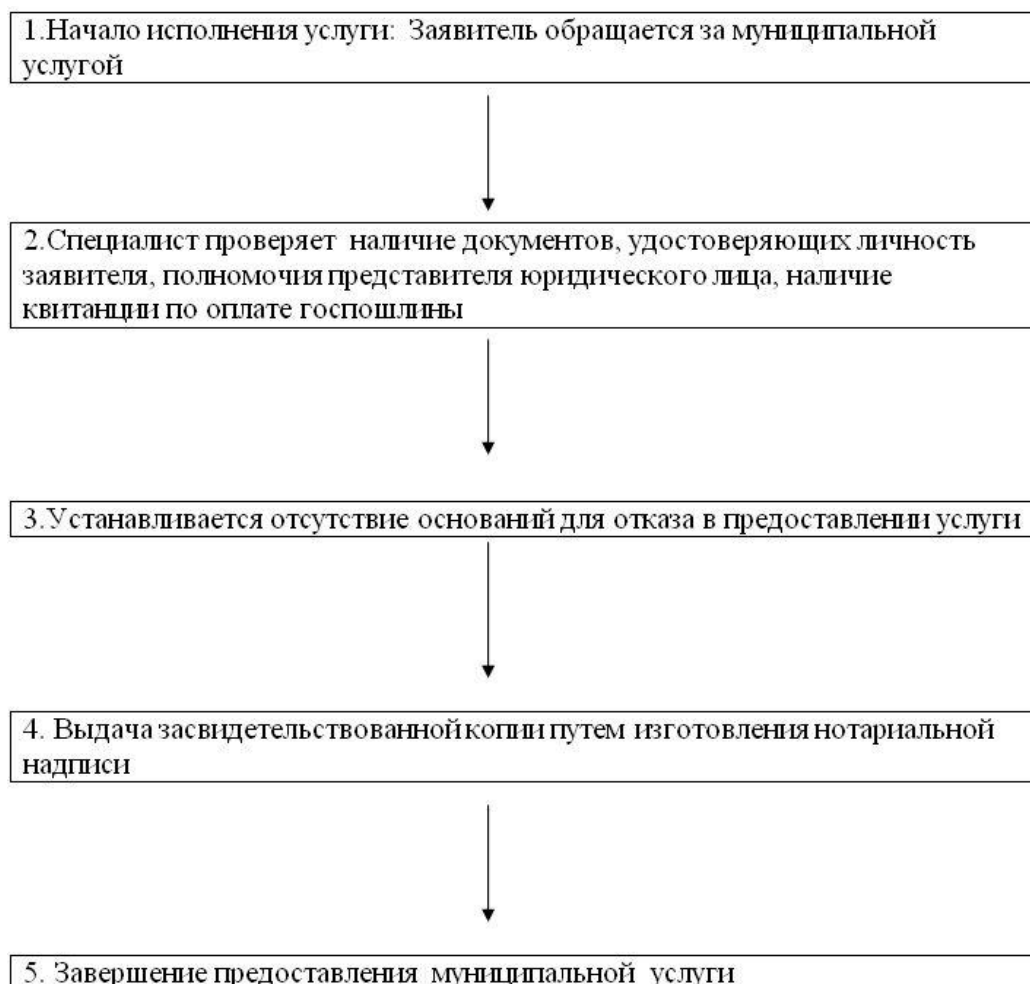 1.Начало исполнения услуги: Заявитель обращается за муниципальной
услугой
2.Специалист проверяет наличие документов, удостоверяющих личность
заявителя, полномочия представителя юридического лица, наличие
квитанции по оплате госпошлины
3.Устанавливается отсутствие оснований для отказа в предоставлении услуги
4. Выдача засвидетельствованной копии путем изготовления нотариальной
надписи
5. Завершение предоставления муниципальной услуги